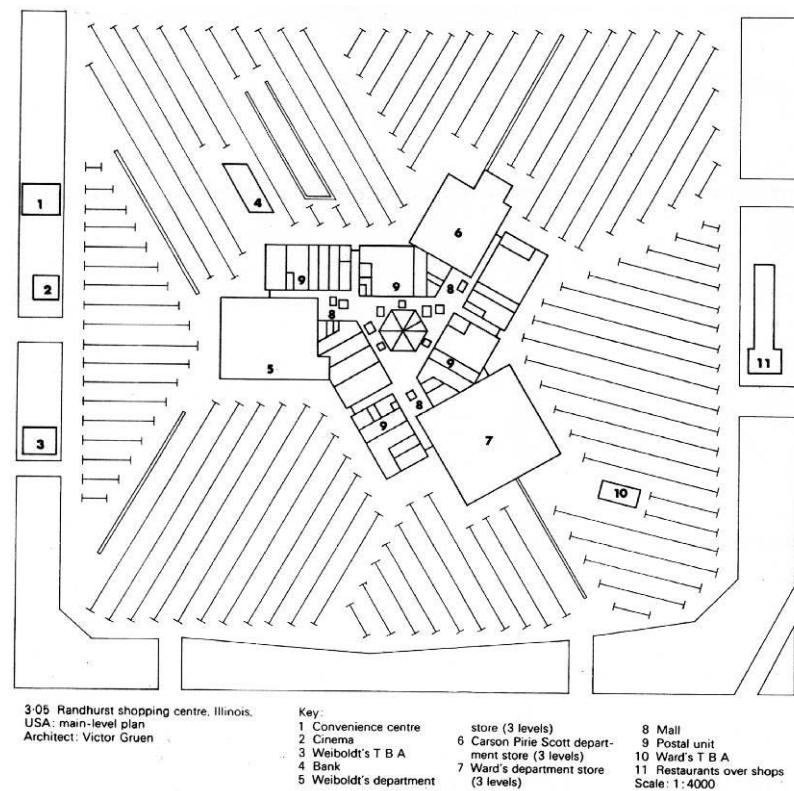 6
4
1
9
9
8
2
8
9
5
11
8
9
3
7
10
3·05 Randhurst shopping centre, Illinois,
USA: main-level plan
Architect: Victor Gruen
Key:
1 Convenience centre
2 Cinema
3 Weiboldt's T B A
4 Bank
5 Weiboldt's department
store (3 levels)
6 Carson Pirie Scott depart-
ment store (3 levels)
7 Ward's department store
(3 levels)
8 Mall
9 Postal unit
10 Ward's T B A
11 Restaurants over shops
Scale: 1:4000